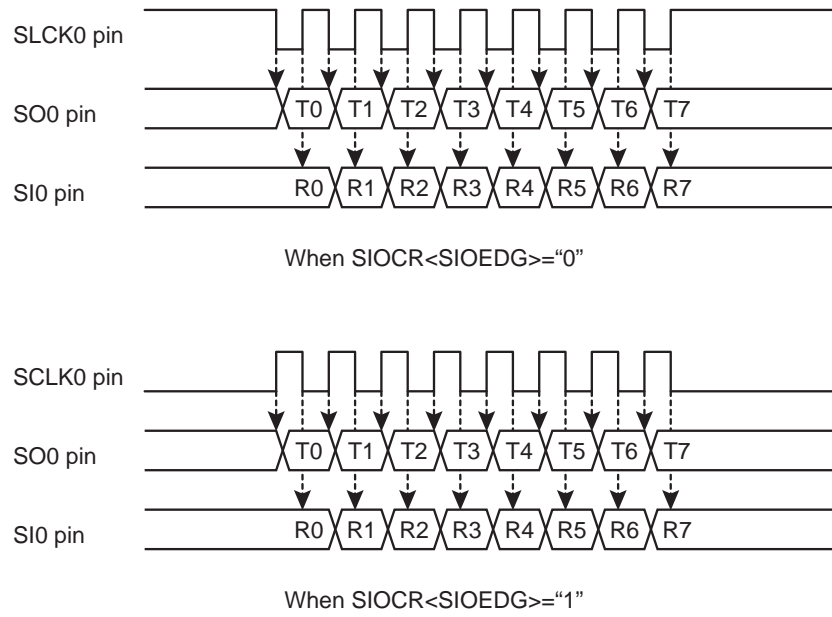 SLCK0 pin
SO0 pin T0 T1 T2 T3 T4 T5 T6 T7
SI0 pin R0 R1 R2 R3 R4 R5 R6 R7
When SIOCR<SIOEDG>=“0”
SCLK0 pin
SO0 pin T0 T1 T2 T3 T4 T5 T6 T7
SI0 pin R0 R1 R2 R3 R4 R5 R6 R7
When SIOCR<SIOEDG>=“1”